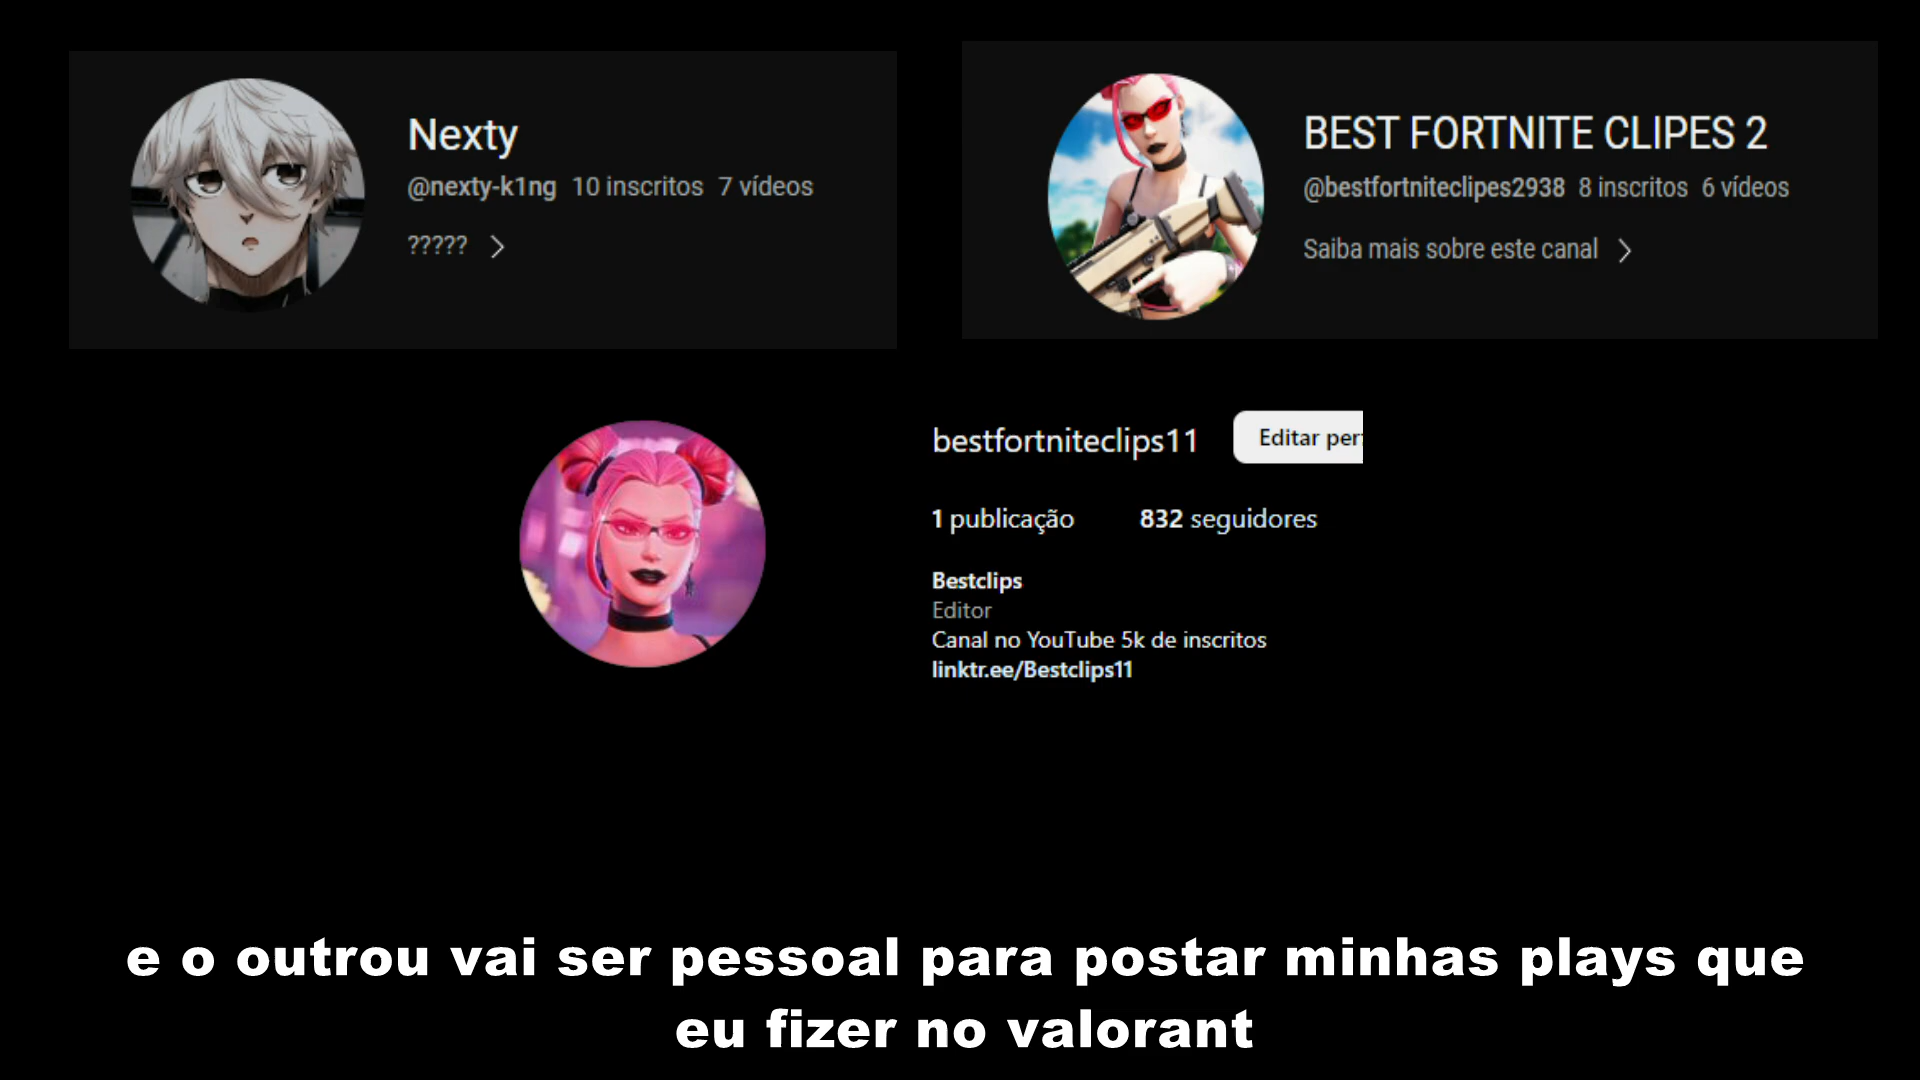 Nexty
@nexty-k1ng 10 inscritos 7 vídeos
?????
BEST FORTNITE CLIPES 2
@bestfortniteclipes2938 8 inscritos 6 vídeos
Saiba mais sobre este canal
bestfortniteclips11 Editar per
1 publicação 832 seguidores
Bestclips
Editor
Canal no YouTube 5k de inscritos
linktr.ee/Bestclips11
e o outrou vai ser pessoal para postar minhas plays que
eu fizer no valorant